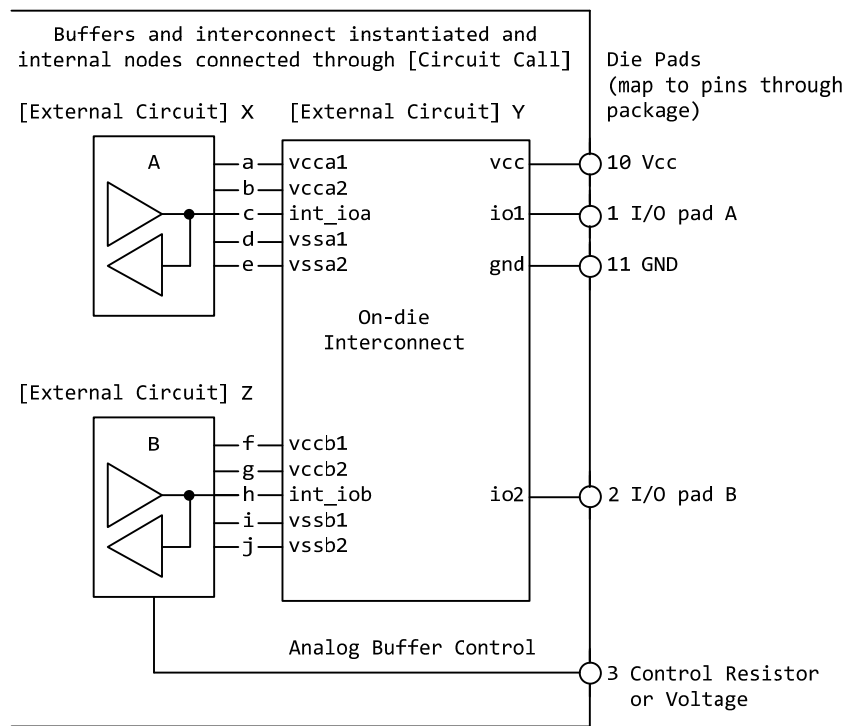 Buffers and interconnect instantiated and
internal nodes connected through [Circuit Call]
Die Pads
(map to pins through
package)
[External Circuit] X
[External Circuit] Y
A
a
vcca1
vcc
10 Vcc
b
vcca2
c
int_ioa
io1
1 I/O pad A
d
vssa1
e
vssa2
gnd
11 GND
On-die
Interconnect
[External Circuit] Z
B
f
vccb1
g
vccb2
h
int_iob
io2
2 I/O pad B
i
vssb1
j
vssb2
Analog Buffer Control
3 Control Resistor
or Voltage